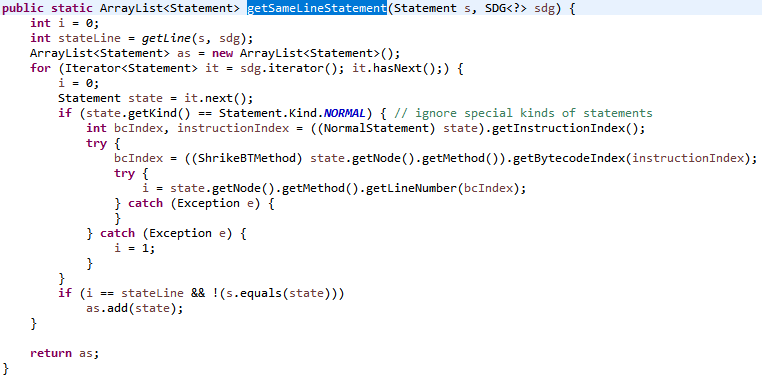 public static ArrayList<Statement> getSameLineStatement(Statement s, SDG<?> sdg) {
    int i = 0;
    int stateLine = getLine(s, sdg);
    ArrayList<Statement> as = new ArrayList<Statement>();
    for (Iterator<Statement> it = sdg.iterator(); it.hasNext();) {
        i = 0;
        Statement state = it.next();
        if (state.getKind() == Statement.Kind.NORMAL) { // ignore special kinds of statements
            int bcIndex, instructionIndex = ((NormalStatement) state).getInstructionIndex();
            try {
                bcIndex = ((ShrikeBTMethod) state.getNode().getMethod()).getBytecodeIndex(instructionIndex);
                try {
                    i = state.getNode().getMethod().getLineNumber(bcIndex);
                } catch (Exception e) {
                }
            } catch (Exception e) {
                i = 1;
            }
        }
        if (i == stateLine && !(s.equals(state)))
            as.add(state);
    }

    return as;
}